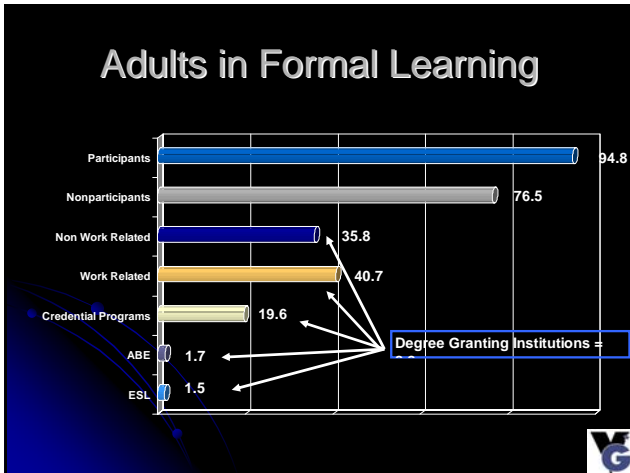 Adults in Formal Learning
Participants 94.8
Nonparticipants 76.5
Non Work Related 35.8
Work Related 40.7
Credential Programs 19.6
ABE 1.7
ESL 1.5
Degree Granting Institutions =